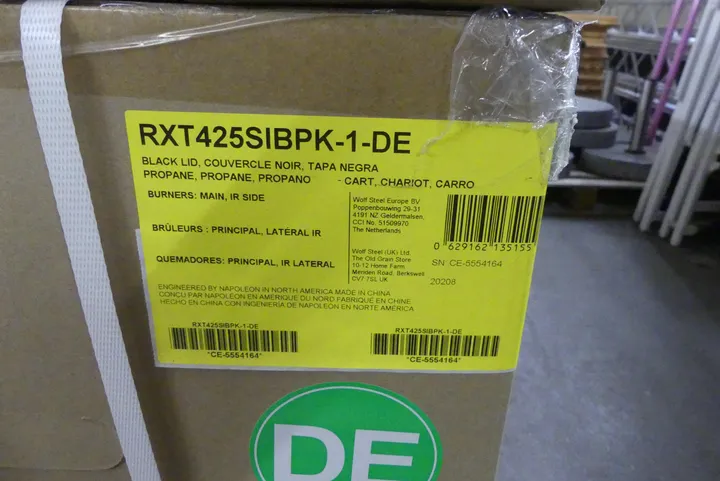 RXT425SIBPK-1-DE
BLACK LID, COUVERCLE NOIR, TAPA NEGRA
PROPANE, PROPANE, PROPANO - CART, CHARIOT, CARRO
BURNERS: MAIN, IR SIDE
BRÛLEURS : PRINCIPAL, LATÉRAL IR
QUEMADORES: PRINCIPAL, IR LATERAL
Wolf Steel Europe BV
Poppenbouwing 29-31
4191 NZ Geldermalsen,
CCI No. 51509970
The Netherlands
Wolf Steel (UK) Ltd.
The Old Grain Store
10-12 Home Farm
Meriden Road, Berkswell
CV7 7SL UK
0 629162 135155
SN: CE-5554164
20208
ENGINEERED BY NAPOLEON IN NORTH AMERICA MADE IN CHINA
CONÇU PAR NAPOLÉON EN AMÉRIQUE DU NORD FABRIQUÉ EN CHINE
HECHO EN CHINA CON INGENIERIA DE NAPOLEON EN NORTE AMERICA
RXT425SIBPK-1-DE
*CE-5554164*
RXT425SIBPK-1-DE
*CE-5554164*
DE